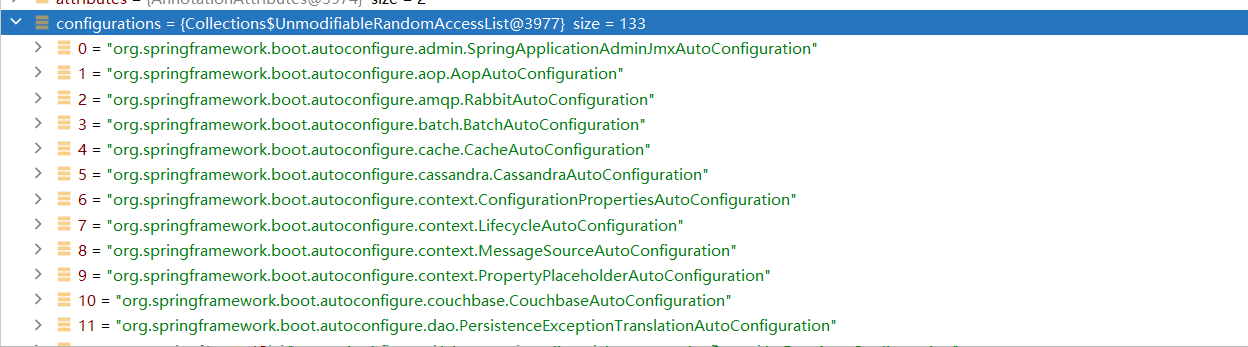 attributes = {AnnotationAttributes@3974} size = 2
configurations = {Collections$UnmodifiableRandomAccessList@3977} size = 133
0 = "org.springframework.boot.autoconfigure.admin.SpringApplicationAdminJmxAutoConfiguration"
1 = "org.springframework.boot.autoconfigure.aop.AopAutoConfiguration"
2 = "org.springframework.boot.autoconfigure.amqp.RabbitAutoConfiguration"
3 = "org.springframework.boot.autoconfigure.batch.BatchAutoConfiguration"
4 = "org.springframework.boot.autoconfigure.cache.CacheAutoConfiguration"
5 = "org.springframework.boot.autoconfigure.cassandra.CassandraAutoConfiguration"
6 = "org.springframework.boot.autoconfigure.context.ConfigurationPropertiesAutoConfiguration"
7 = "org.springframework.boot.autoconfigure.context.LifecycleAutoConfiguration"
8 = "org.springframework.boot.autoconfigure.context.MessageSourceAutoConfiguration"
9 = "org.springframework.boot.autoconfigure.context.PropertyPlaceholderAutoConfiguration"
10 = "org.springframework.boot.autoconfigure.couchbase.CouchbaseAutoConfiguration"
11 = "org.springframework.boot.autoconfigure.dao.PersistenceExceptionTranslationAutoConfiguration"